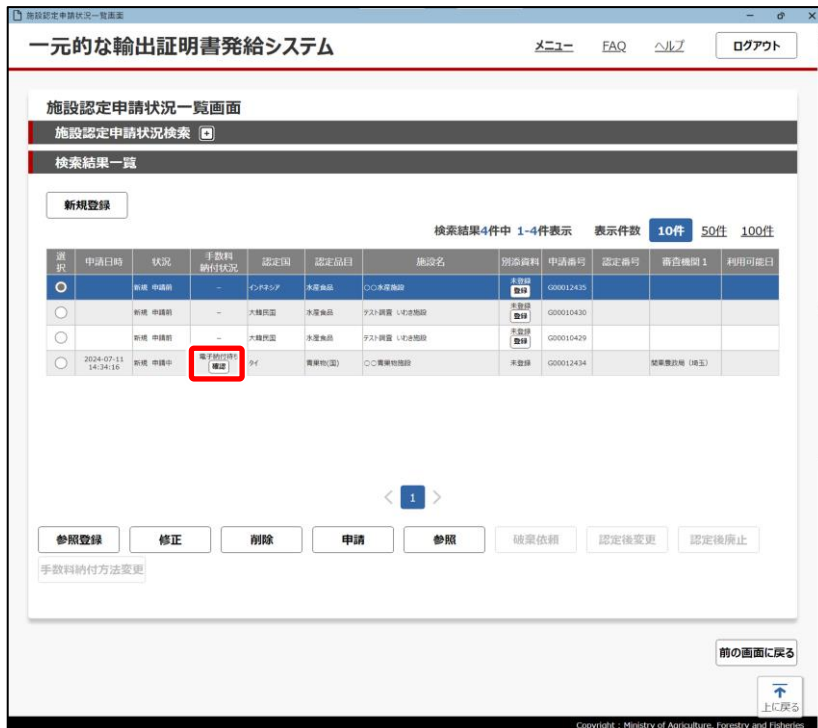 施設認定申請状況一覧画面
一元的な輸出証明書発給システム メニュー FAQ ヘルプ ログアウト
施設認定申請状況一覧画面
施設認定申請状況検索 +
検索結果一覧
新規登録
検索結果4件中 1-4件表示 表示件数 10件 50件 100件
選択 申請日時 状況 手数料納付状況 認定国 認定品目 施設名 別添資料 申請番号 認定番号 審査機関1 利用可能日
新規 申請前 - インドネシア 水産食品 〇〇水産施設 未登録 登録 G00012435
新規 申請前 - 大韓民国 水産食品 テスト調査 いわき施設 未登録 登録 G00010430
新規 申請前 - 大韓民国 水産食品 テスト調査 いわき施設 未登録 登録 G00010429
2024-07-11 14:34:16 新規 申請中 電子納付待ち 確認 タイ 青果物(国) 〇〇青果物施設 未登録 G00012434 関東農政局（埼玉）
< 1 >
参照登録 修正 削除 申請 参照 破棄依頼 認定後変更 認定後廃止
手数料納付方法変更
前の画面に戻る
上に戻る
Copyright : Ministry of Agriculture, Forestry and Fisheries